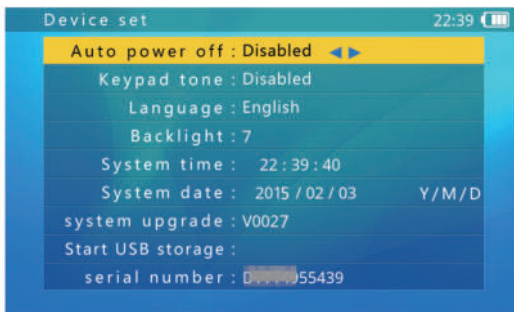 Device set 22:39
Auto power off : Disabled
Keypad tone : Disabled
Language : English
Backlight : 7
System time : 22 : 39 : 40
System date : 2015 / 02 / 03 Y/M/D
system upgrade : V0027
Start USB storage :
serial number :